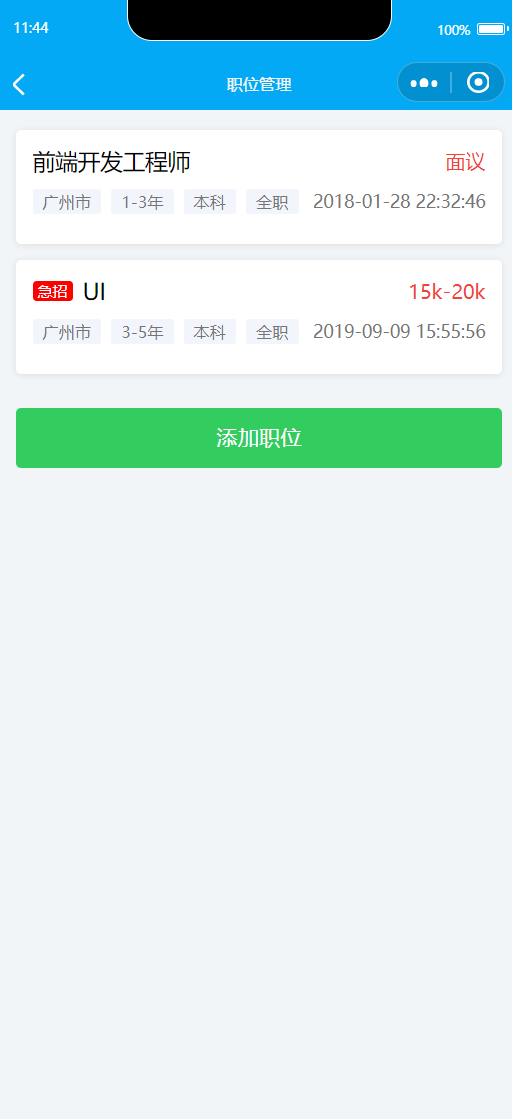 11:44 100%
职位管理
前端开发工程师 面议
广州市 1-3年 本科 全职 2018-01-28 22:32:46
急招 UI 15k-20k
广州市 3-5年 本科 全职 2019-09-09 15:55:56
添加职位